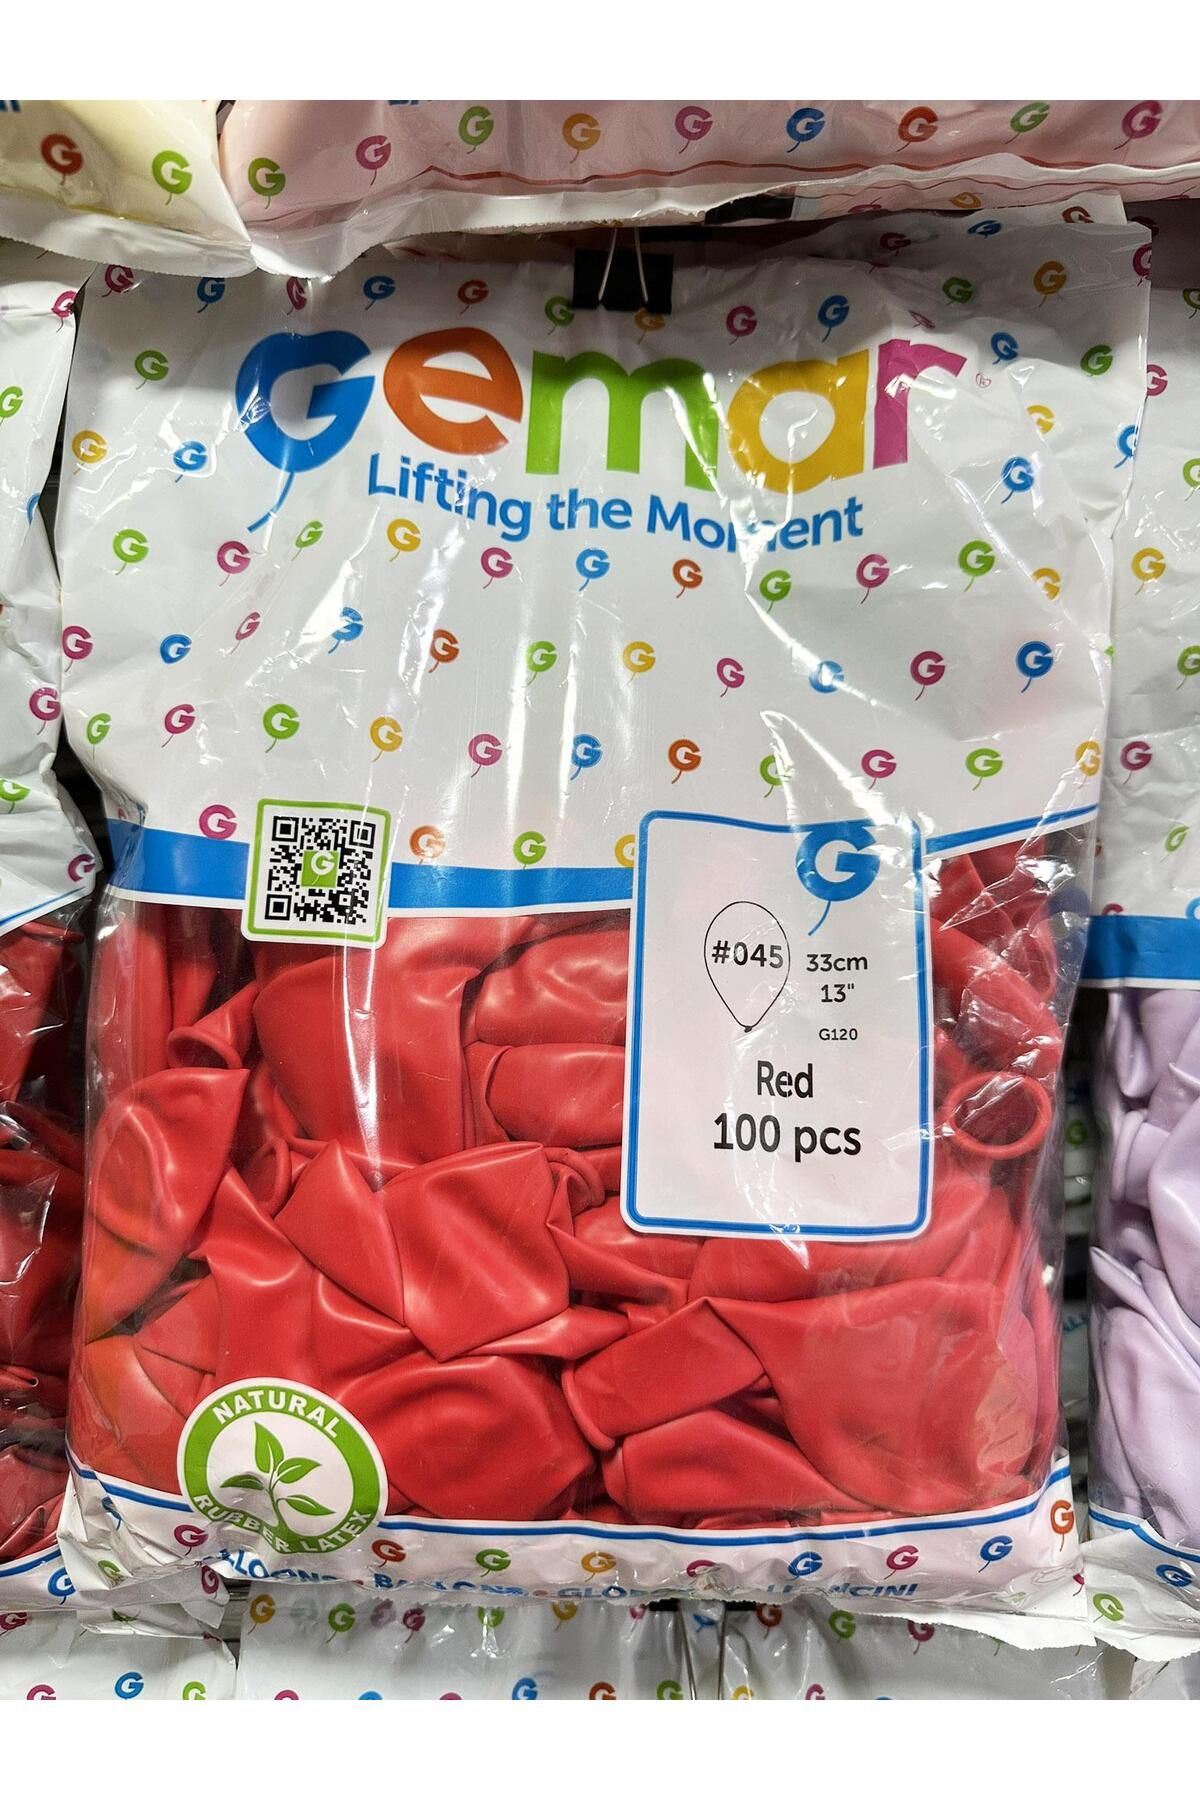 Gemar
Lifting the Moment
#045
33cm
13"
G120
Red
100 pcs
NATURAL
RUBBER LATEX